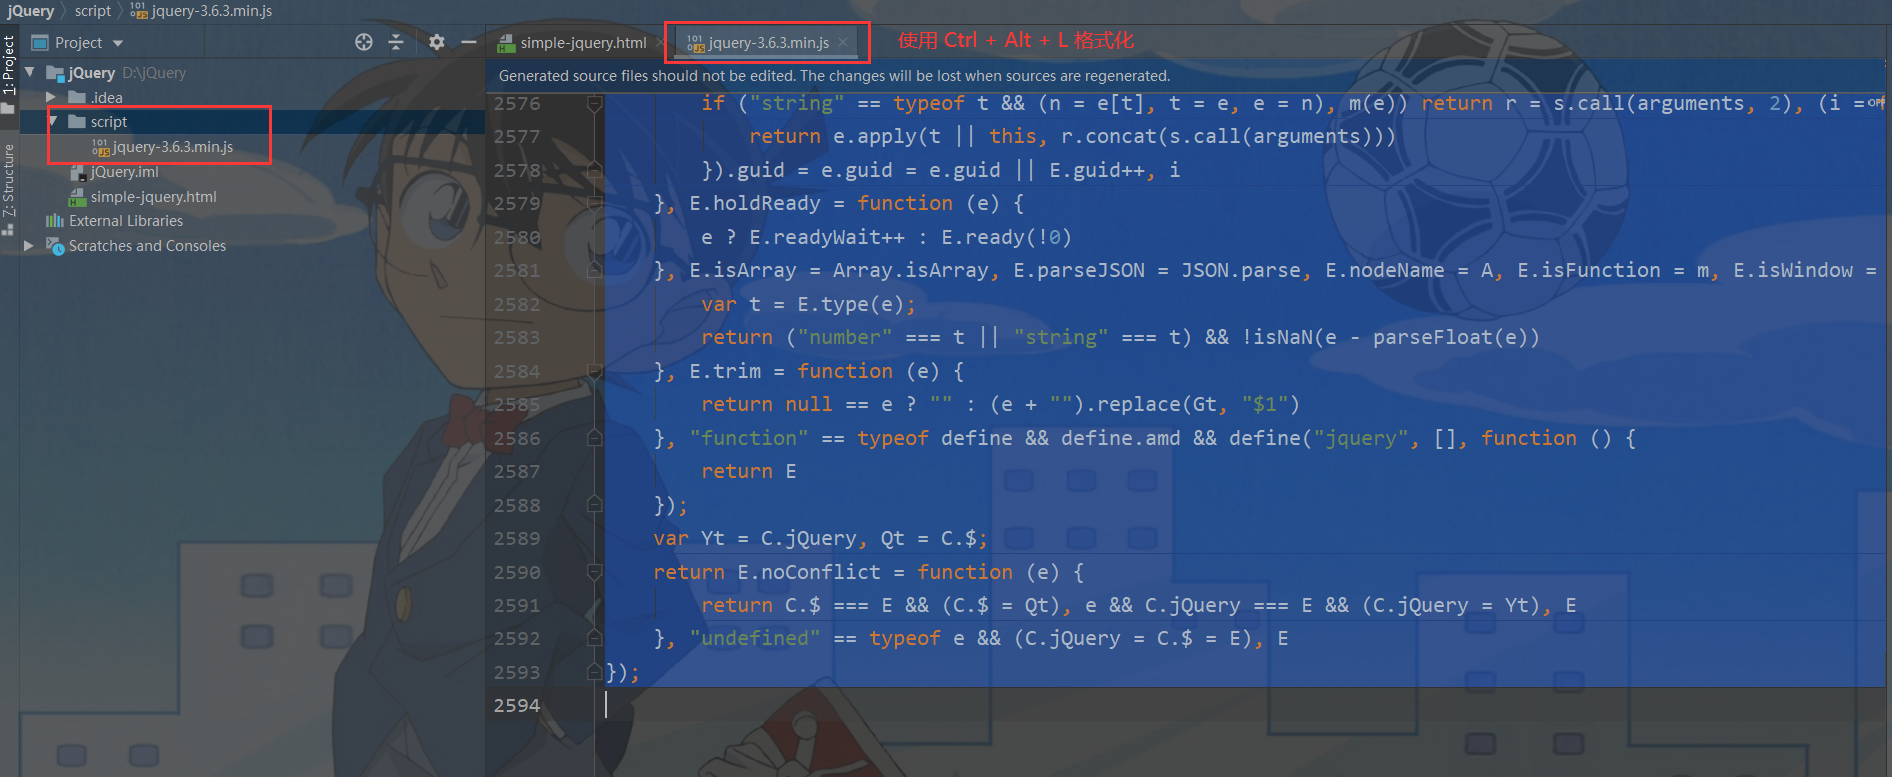 jQuery script jquery-3.6.3.min.js
1: Project
Z: Structure
Project
jQuery D:\jQuery
.idea
script
jquery-3.6.3.min.js
jQuery.iml
simple-jquery.html
External Libraries
Scratches and Consoles
simple-jquery.html jquery-3.6.3.min.js 使用 Ctrl + Alt + L 格式化
Generated source files should not be edited. The changes will be lost when sources are regenerated.
2576 if ("string" == typeof t && (n = e[t], t = e, e = n), m(e)) return r = s.call(arguments, 2), (i =
2577 return e.apply(t || this, r.concat(s.call(arguments)))
2578 }).guid = e.guid = e.guid || E.guid++, i
2579 }, E.holdReady = function (e) {
2580 e ? E.readyWait++ : E.ready(!0)
2581 }, E.isArray = Array.isArray, E.parseJSON = JSON.parse, E.nodeName = A, E.isFunction = m, E.isWindow =
2582 var t = E.type(e);
2583 return ("number" === t || "string" === t) && !isNaN(e - parseFloat(e))
2584 }, E.trim = function (e) {
2585 return null == e ? "" : (e + "").replace(Gt, "$1")
2586 }, "function" == typeof define && define.amd && define("jquery", [], function () {
2587 return E
2588 });
2589 var Yt = C.jQuery, Qt = C.$;
2590 return E.noConflict = function (e) {
2591 return C.$ === E && (C.$ = Qt), e && C.jQuery === E && (C.jQuery = Yt), E
2592 }, "undefined" == typeof e && (C.jQuery = C.$ = E), E
2593 });
2594